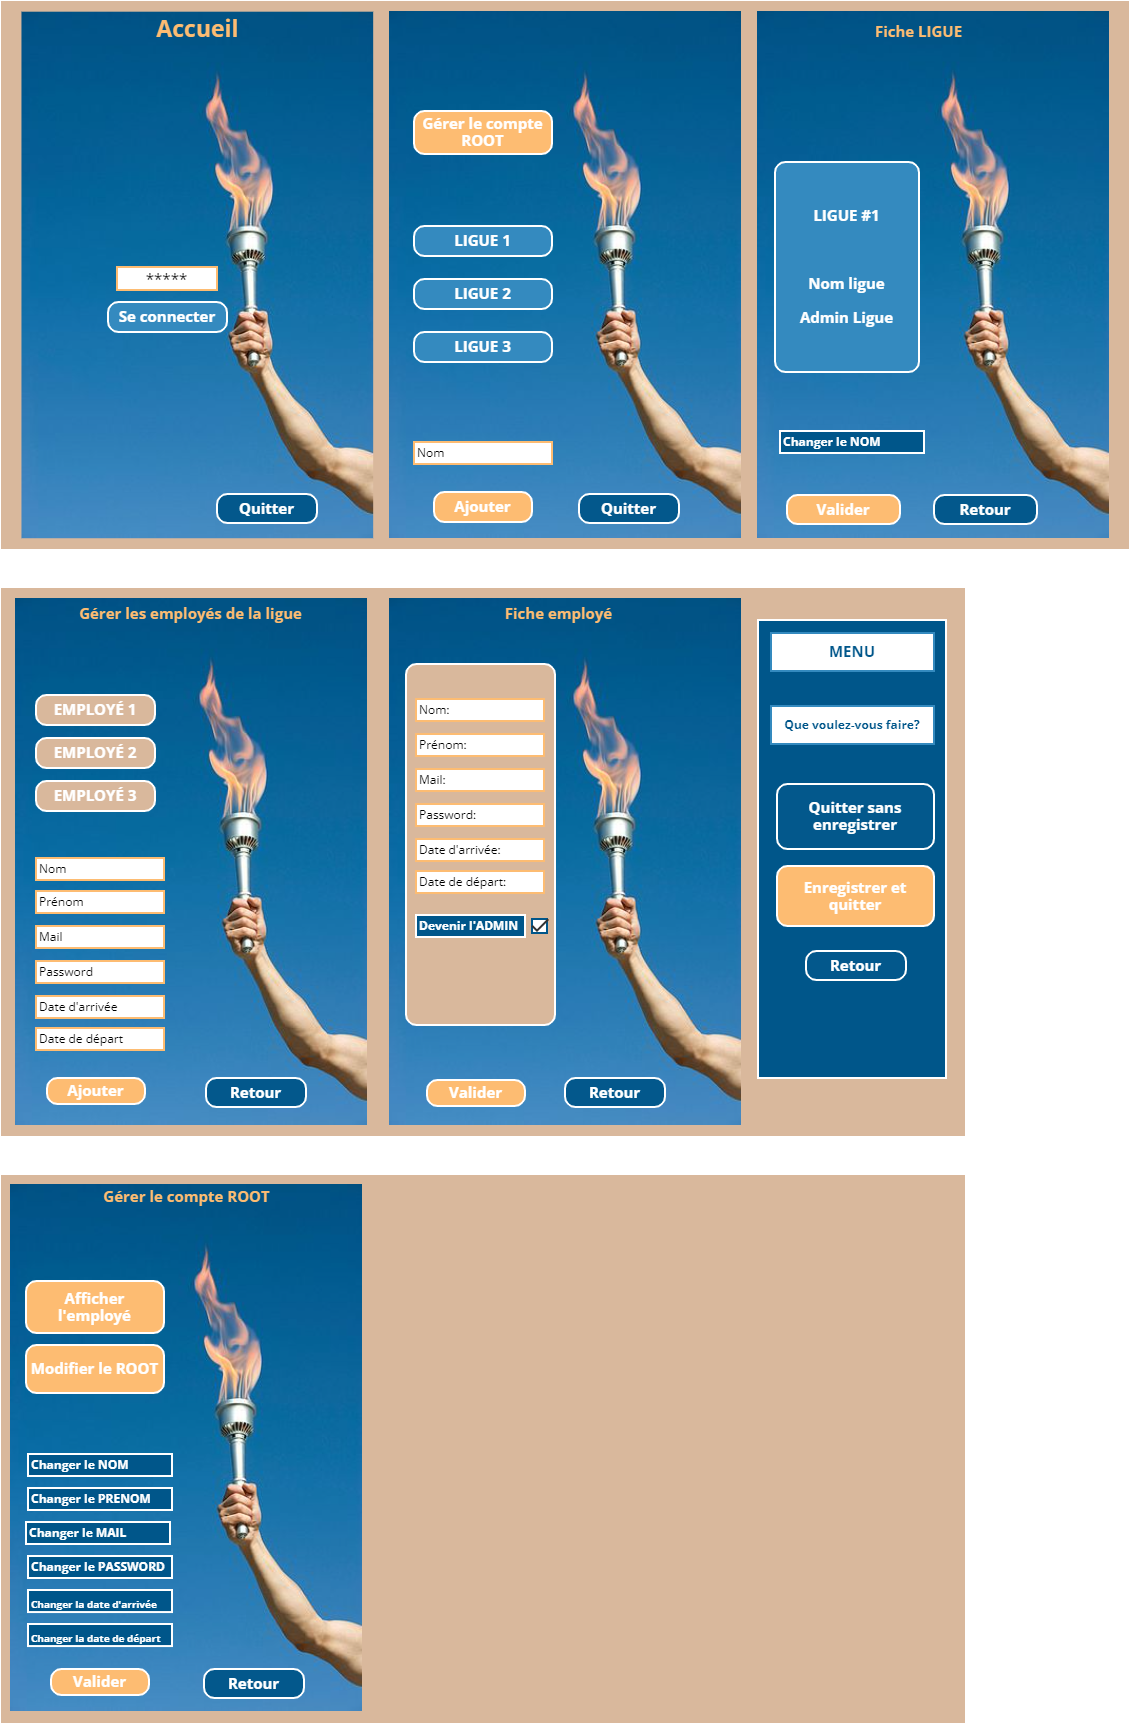 Accueil
*****
Se connecter
Quitter
Gérer le compte
ROOT
LIGUE 1
LIGUE 2
LIGUE 3
Nom
Ajouter
Quitter
Fiche LIGUE
LIGUE #1
Nom ligue
Admin Ligue
Changer le NOM
Valider
Retour
Gérer les employés de la ligue
EMPLOYÉ 1
EMPLOYÉ 2
EMPLOYÉ 3
Nom
Prénom
Mail
Password
Date d'arrivée
Date de départ
Ajouter
Retour
Fiche employé
Nom:
Prénom:
Mail:
Password:
Date d'arrivée:
Date de départ:
Devenir l'ADMIN
Valider
Retour
MENU
Que voulez-vous faire?
Quitter sans
enregistrer
Enregistrer et
quitter
Retour
Gérer le compte ROOT
Afficher
l'employé
Modifier le ROOT
Changer le NOM
Changer le PRENOM
Changer le MAIL
Changer le PASSWORD
Changer la date d'arrivée
Changer la date de départ
Valider
Retour